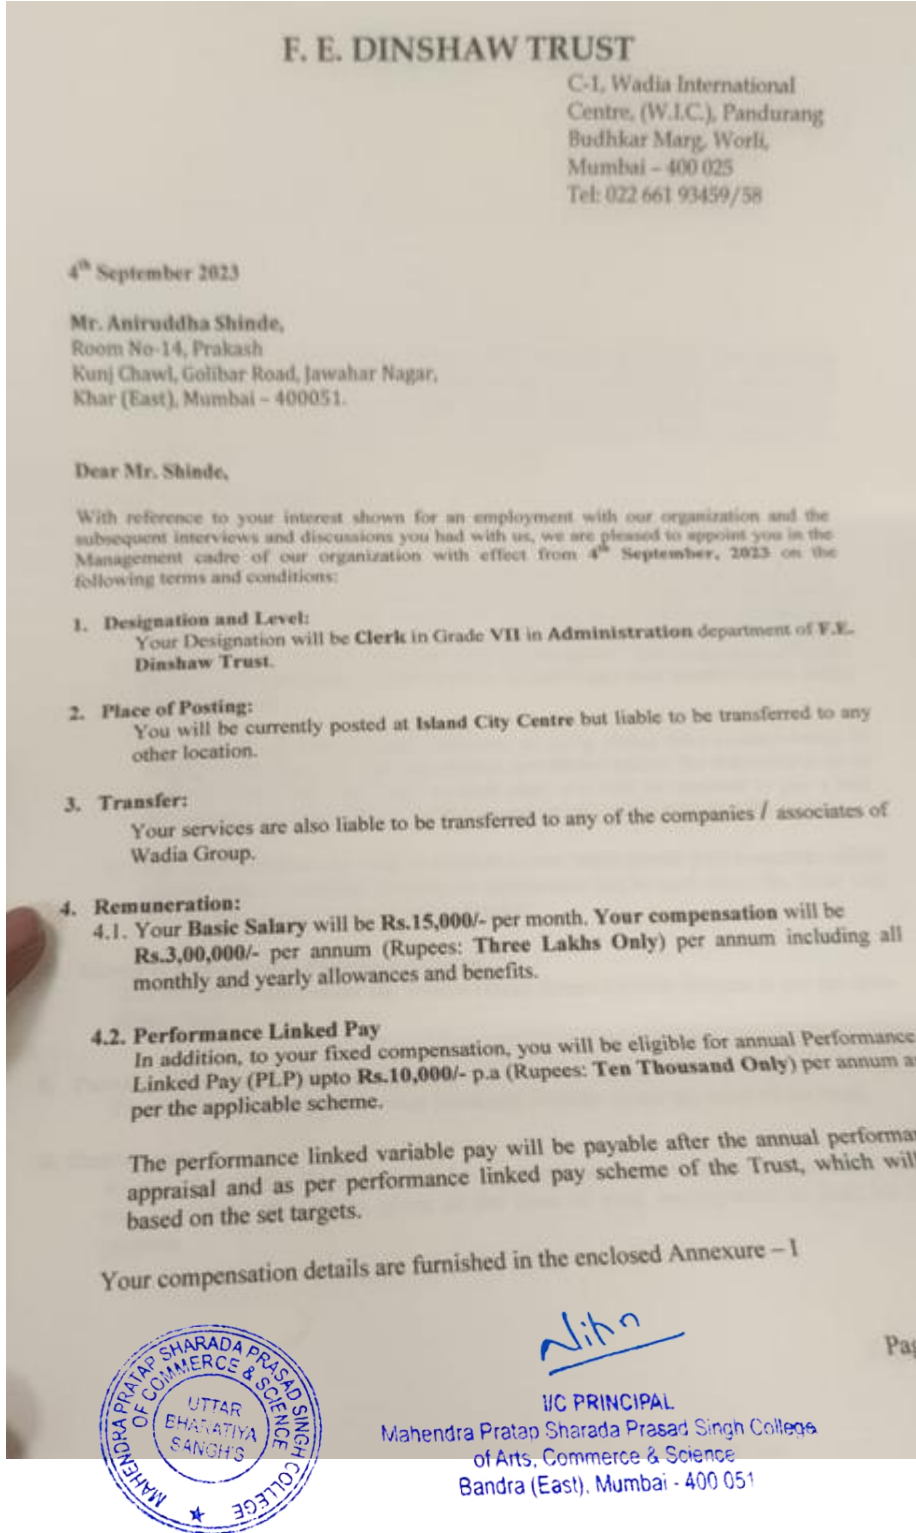 F. E. DINSHAW TRUST
C-1, Wadia International
Centre, (W.I.C.), Pandurang
Budhkar Marg, Worli,
Mumbai – 400 025
Tel: 022 661 93459/58
4th September 2023
Mr. Aniruddha Shinde,
Room No-14, Prakash
Kunj Chawl, Golibar Road, Jawahar Nagar,
Khar (East), Mumbai – 400051.
Dear Mr. Shinde,
With reference to your interest shown for an employment with our organization and the
subsequent interviews and discussions you had with us, we are pleased to appoint you in the
Management cadre of our organization with effect from 4th September, 2023 on the
following terms and conditions:
1. Designation and Level:
Your Designation will be Clerk in Grade VII in Administration department of F.E.
Dinshaw Trust.
2. Place of Posting:
You will be currently posted at Island City Centre but liable to be transferred to any
other location.
3. Transfer:
Your services are also liable to be transferred to any of the companies / associates of
Wadia Group.
4. Remuneration:
4.1. Your Basic Salary will be Rs.15,000/- per month. Your compensation will be
Rs.3,00,000/- per annum (Rupees: Three Lakhs Only) per annum including all
monthly and yearly allowances and benefits.
4.2. Performance Linked Pay
In addition, to your fixed compensation, you will be eligible for annual Performance
Linked Pay (PLP) upto Rs.10,000/- p.a (Rupees: Ten Thousand Only) per annum as
per the applicable scheme.
The performance linked variable pay will be payable after the annual performa
appraisal and as per performance linked pay scheme of the Trust, which will
based on the set targets.
Your compensation details are furnished in the enclosed Annexure – I
Pag
MAHENDRA PRATAP SHARADA PRASAD SINGH COLLEGE
OF COMMERCE & SCIENCE
UTTAR
BHARATIYA
SANGH'S
Nitin
I/C PRINCIPAL
Mahendra Pratap Sharada Prasad Singh College
of Arts, Commerce & Science
Bandra (East), Mumbai - 400 051